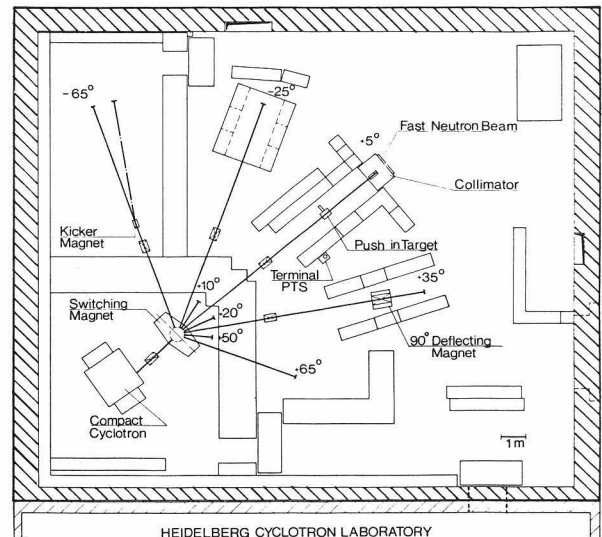 -65°
-25°
Fast Neutron Beam
+5°
Collimator
Kicker
Magnet
Push in Target
Terminal
PTS
+10°
+35°
Switching
Magnet
+20°
+50°
90° Deflecting
Magnet
+65°
Compact
Cyclotron
1m
HEIDELBERG CYCLOTRON LABORATORY